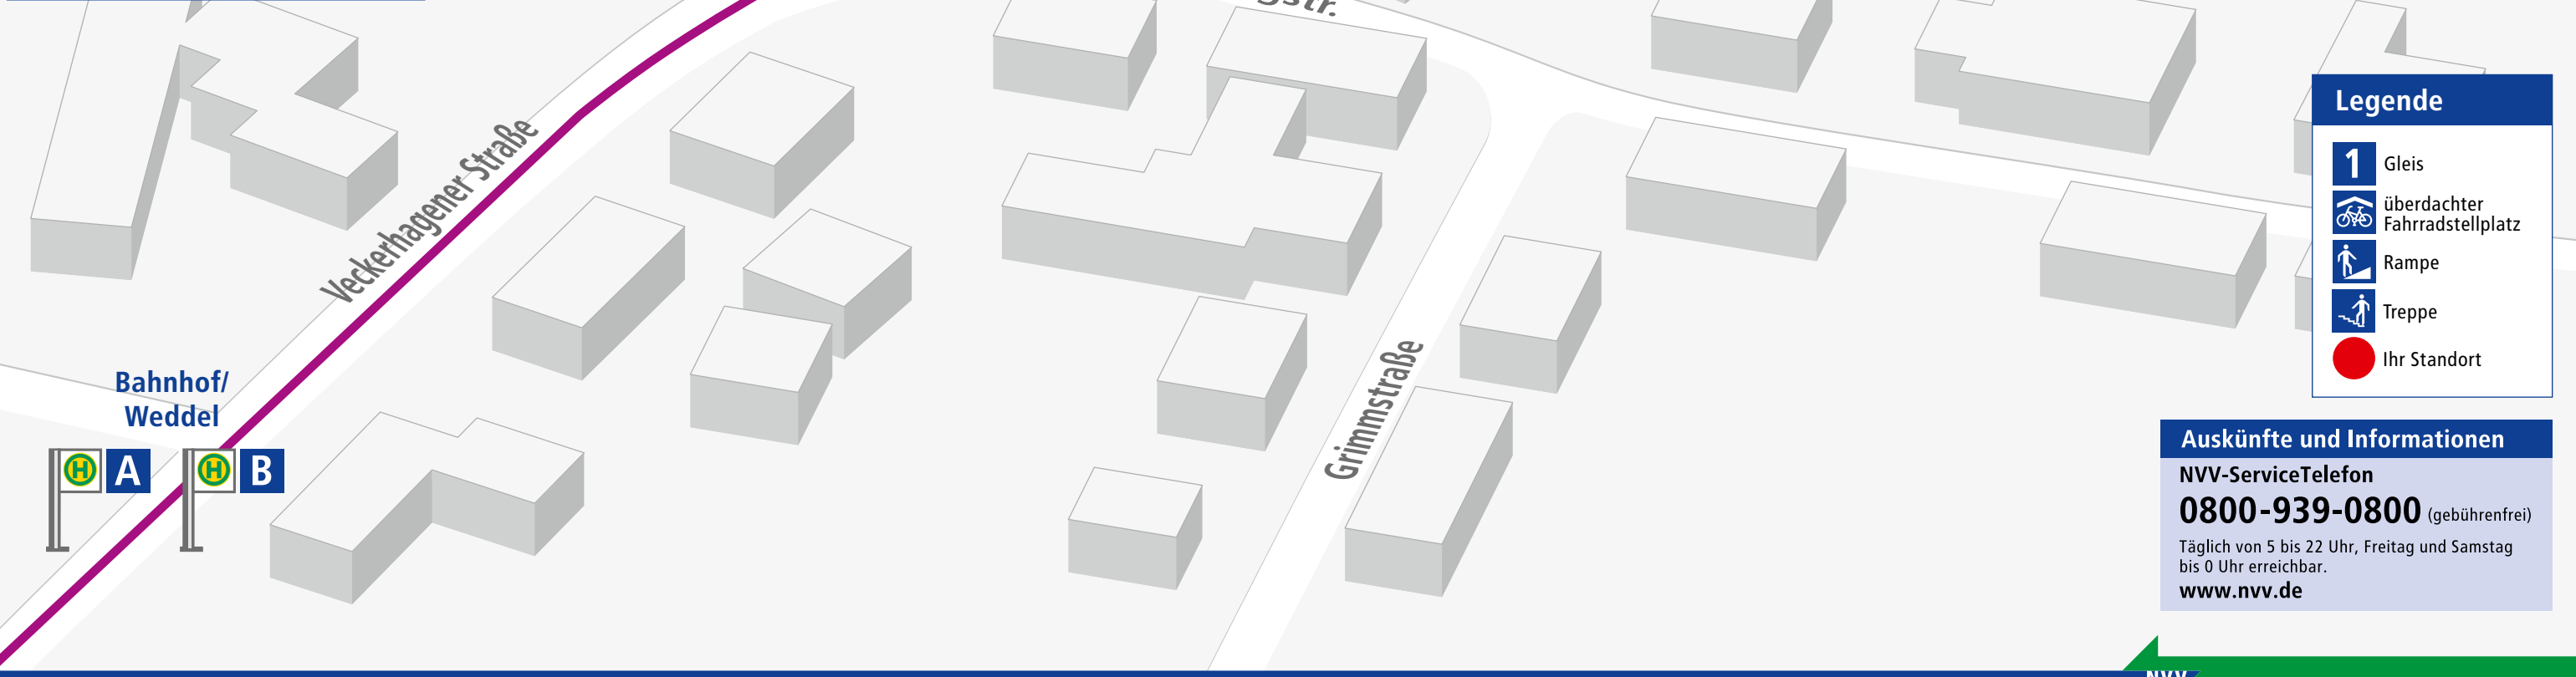 gstr.
Veckerhagener Straße
Grimmstraße
Bahnhof/
Weddel
H A
H B
Legende
1 Gleis
überdachter
Fahrradstellplatz
Rampe
Treppe
Ihr Standort
Auskünfte und Informationen
NVV-ServiceTelefon
0800-939-0800 (gebührenfrei)
Täglich von 5 bis 22 Uhr, Freitag und Samstag
bis 0 Uhr erreichbar.
www.nvv.de
NVV